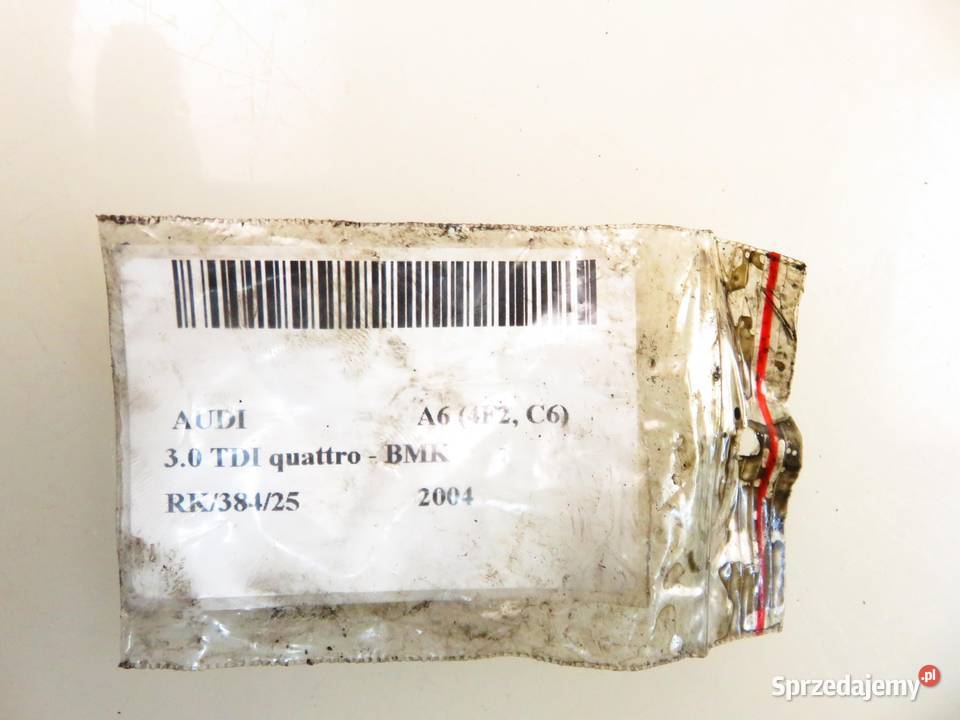 AUDI A6 (4F2, C6)
3.0 TDI quattro - BMK
RK/384/25 2004
Sprzedajemy.pl